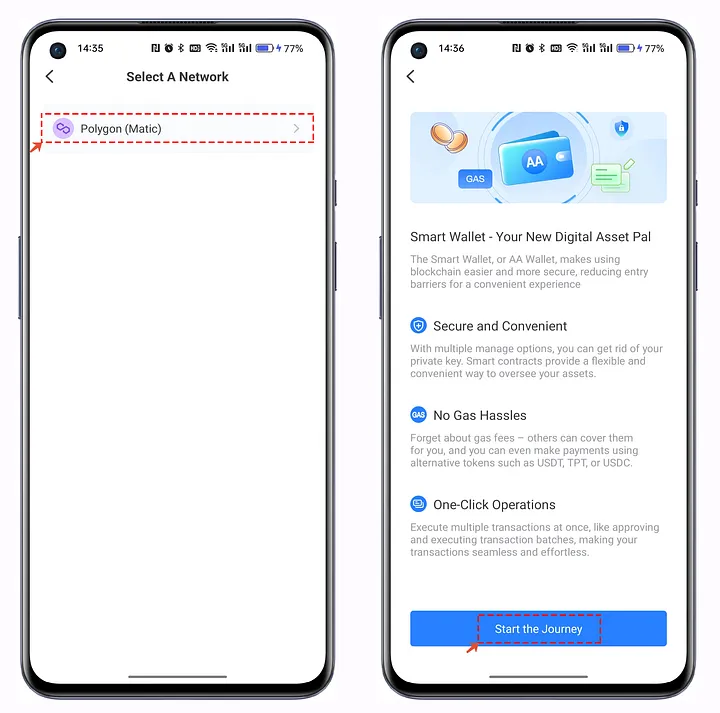 14:35
77%
Select A Network
Polygon (Matic)
14:36
77%
GAS
AA
Smart Wallet - Your New Digital Asset Pal
The Smart Wallet, or AA Wallet, makes using
blockchain easier and more secure, reducing entry
barriers for a convenient experience
Secure and Convenient
With multiple manage options, you can get rid of your
private key. Smart contracts provide a flexible and
convenient way to oversee your assets.
GAS
No Gas Hassles
Forget about gas fees – others can cover them
for you, and you can even make payments using
alternative tokens such as USDT, TPT, or USDC.
One-Click Operations
Execute multiple transactions at once, like approving
and executing transaction batches, making your
transactions seamless and effortless.
Start the Journey